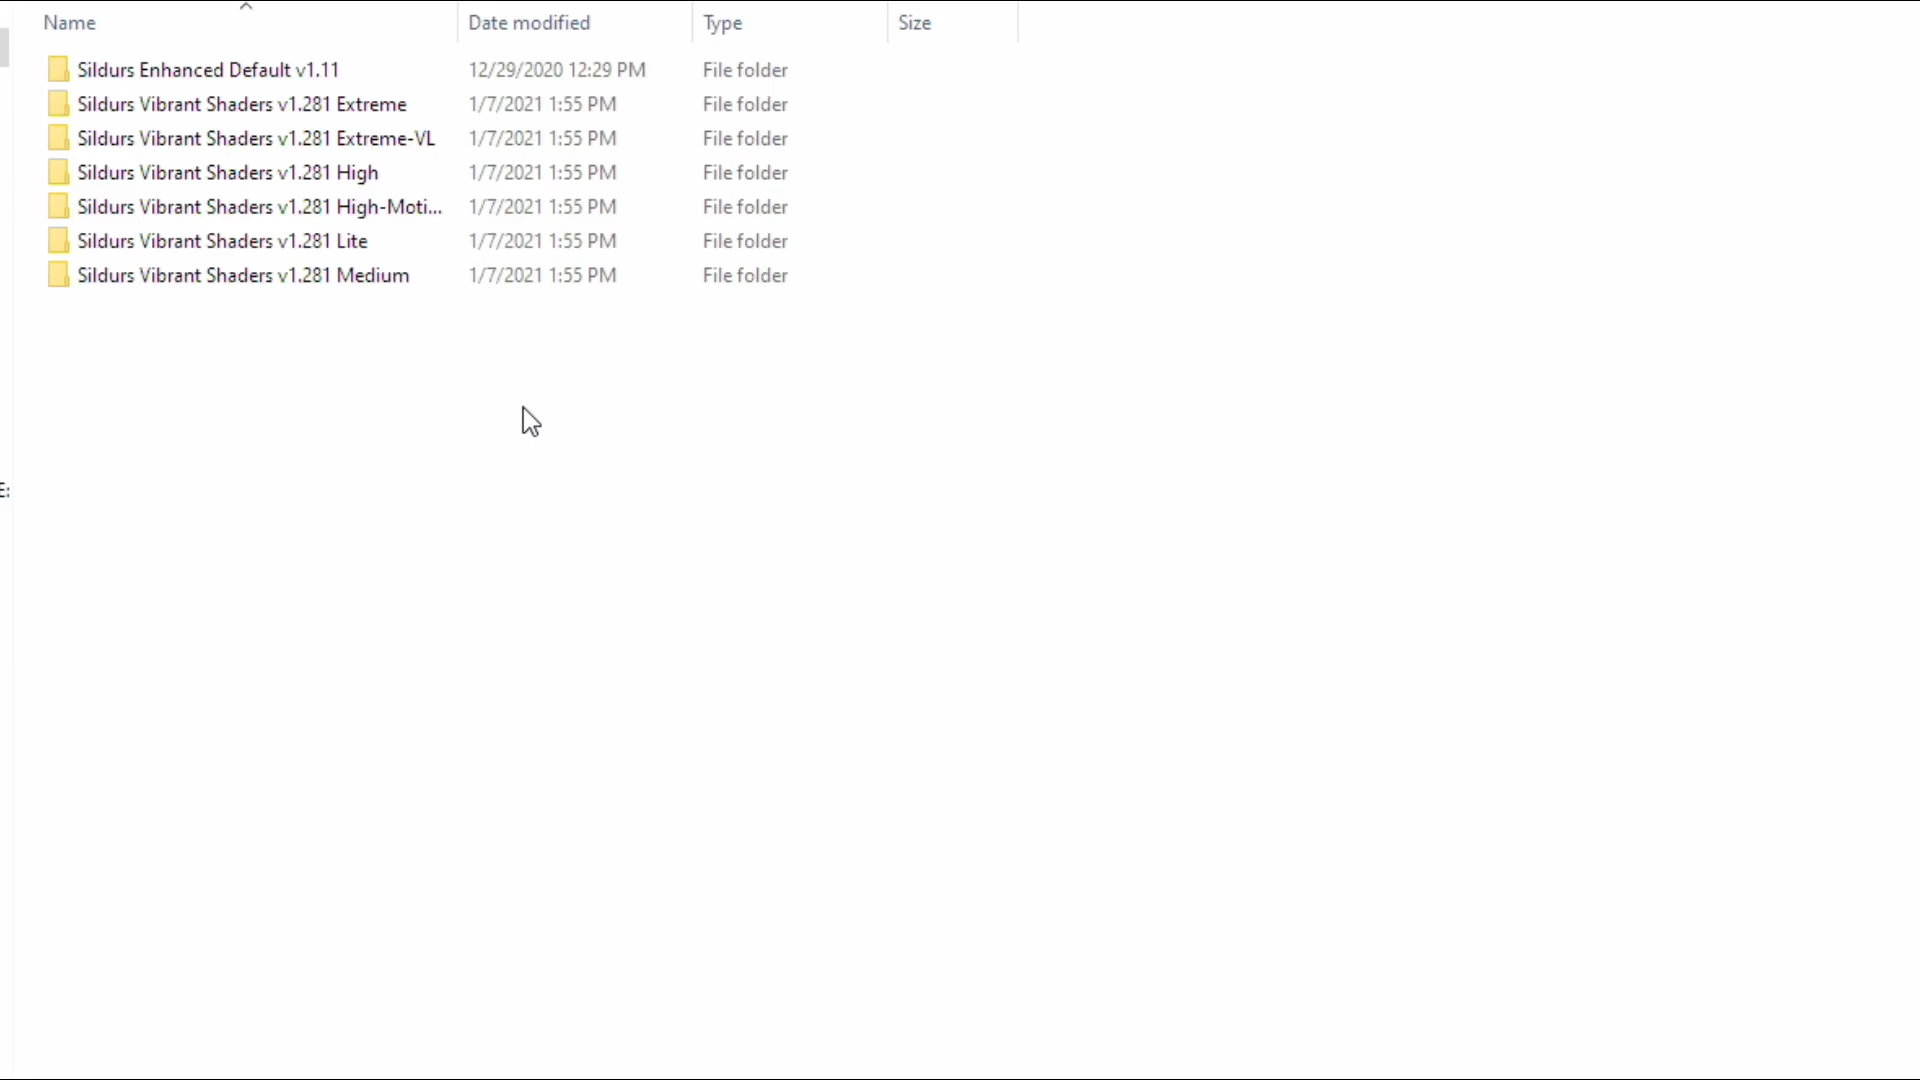 Name Date modified Type Size
Sildurs Enhanced Default v1.11 12/29/2020 12:29 PM File folder
Sildurs Vibrant Shaders v1.281 Extreme 1/7/2021 1:55 PM File folder
Sildurs Vibrant Shaders v1.281 Extreme-VL 1/7/2021 1:55 PM File folder
Sildurs Vibrant Shaders v1.281 High 1/7/2021 1:55 PM File folder
Sildurs Vibrant Shaders v1.281 High-Moti... 1/7/2021 1:55 PM File folder
Sildurs Vibrant Shaders v1.281 Lite 1/7/2021 1:55 PM File folder
Sildurs Vibrant Shaders v1.281 Medium 1/7/2021 1:55 PM File folder
E: